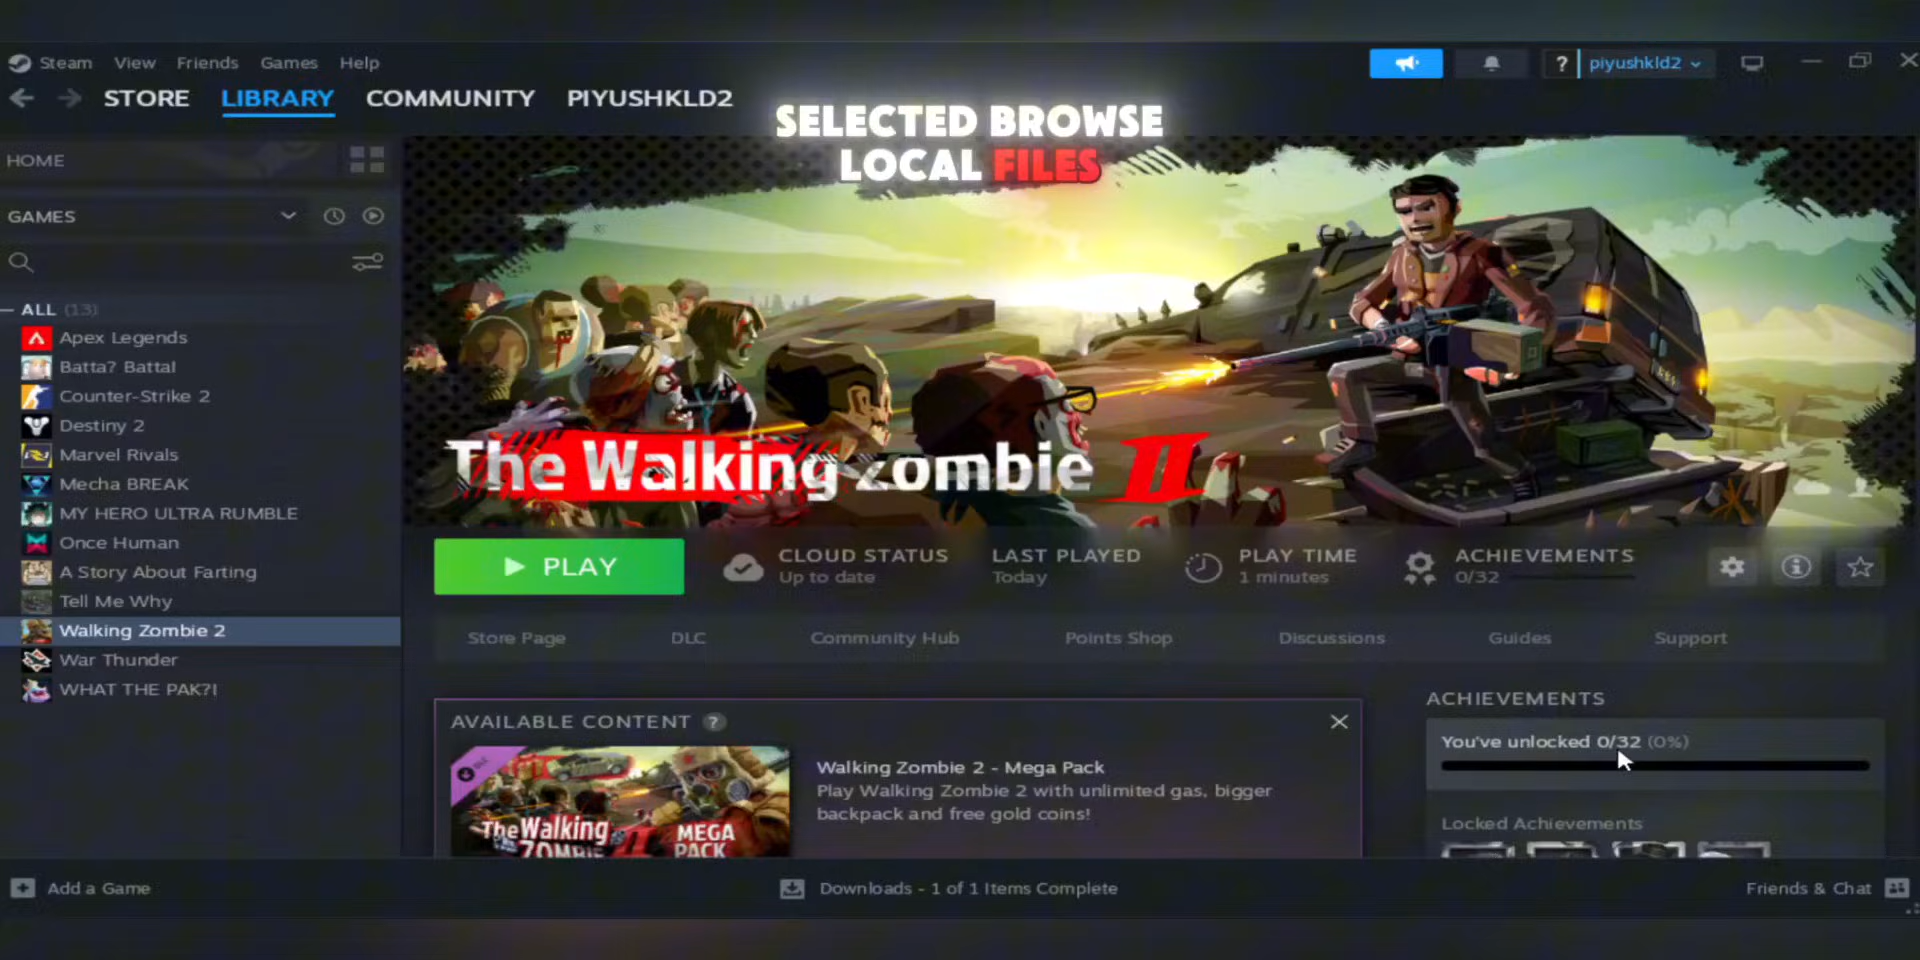 Steam View Friends Games Help
? piyushkld2
STORE LIBRARY COMMUNITY PIYUSHKLD2
SELECTED BROWSE
LOCAL FILES
HOME
GAMES
ALL (13)
Apex Legends
Batta? Battal
Counter-Strike 2
Destiny 2
Marvel Rivals
Mecha BREAK
MY HERO ULTRA RUMBLE
Once Human
A Story About Farting
Tell Me Why
Walking Zombie 2
War Thunder
WHAT THE PAK?!
The Walking Zombie II
PLAY
CLOUD STATUS
Up to date
LAST PLAYED
Today
PLAY TIME
1 minutes
ACHIEVEMENTS
0/32
Store Page DLC Community Hub Points Shop Discussions Guides Support
AVAILABLE CONTENT ?
The Walking
ZOMBIE II
MEGA
PACK
Walking Zombie 2 - Mega Pack
Play Walking Zombie 2 with unlimited gas, bigger
backpack and free gold coins!
ACHIEVEMENTS
You've unlocked 0/32 (0%)
Locked Achievements
Add a Game
Downloads - 1 of 1 Items Complete
Friends & Chat